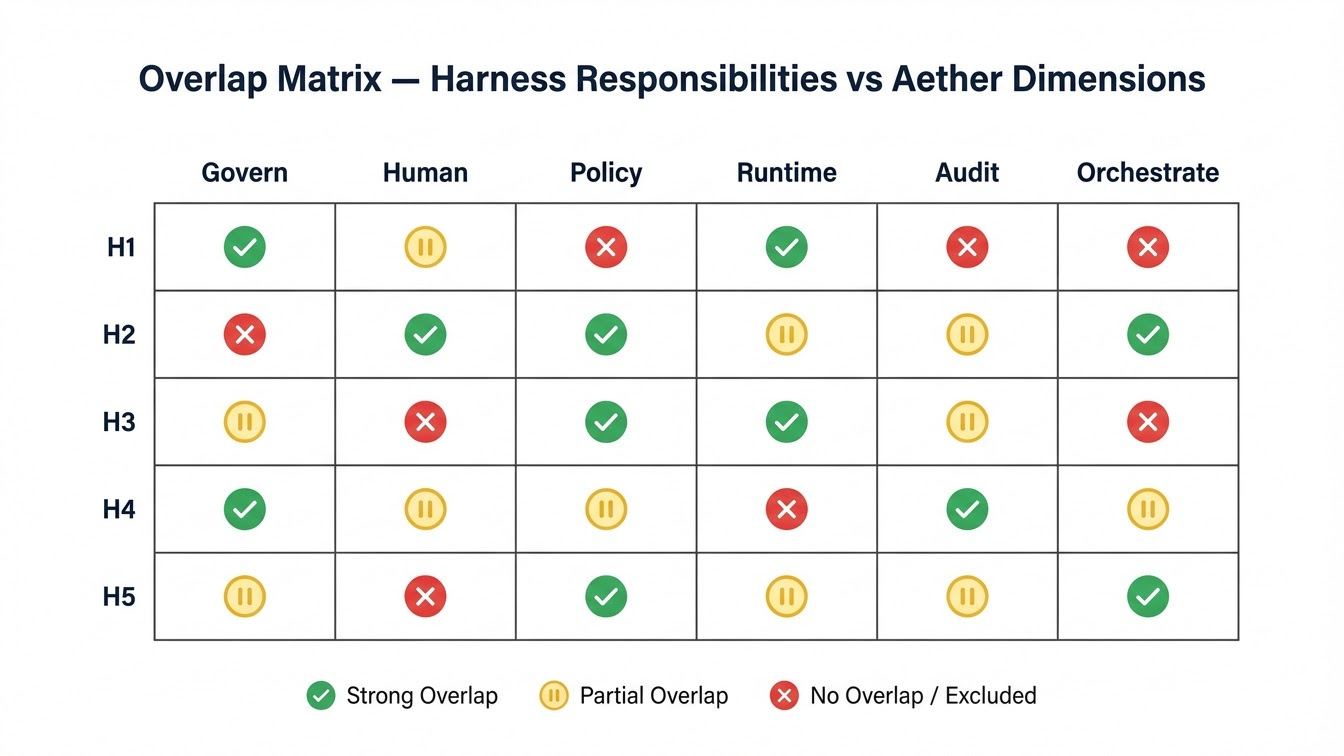 Overlap Matrix — Harness Responsibilities vs Aether Dimensions
Govern Human Policy Runtime Audit Orchestrate
H1
H2
H3
H4
H5
Strong Overlap Partial Overlap No Overlap / Excluded